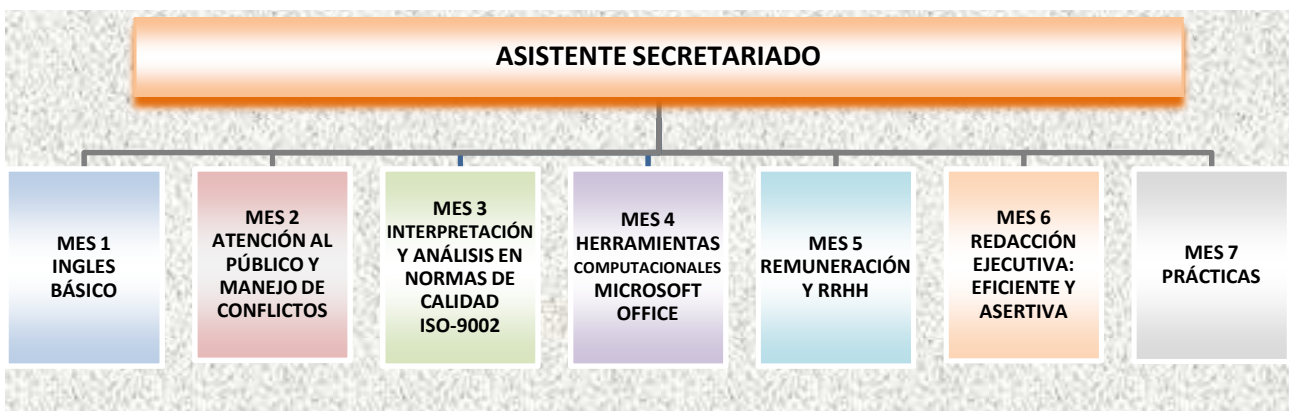 ASISTENTE SECRETARIADO
MES 1
INGLES
BÁSICO
MES 2
ATENCIÓN AL
PÚBLICO Y
MANEJO DE
CONFLICTOS
MES 3
INTERPRETACIÓN
Y ANÁLISIS EN
NORMAS DE
CALIDAD
ISO-9002
MES 4
HERRAMIENTAS
COMPUTACIONALES
MICROSOFT
OFFICE
MES 5
REMUNERACIÓN
Y RRHH
MES 6
REDACCIÓN
EJECUTIVA:
EFICIENTE Y
ASERTIVA
MES 7
PRÁCTICAS